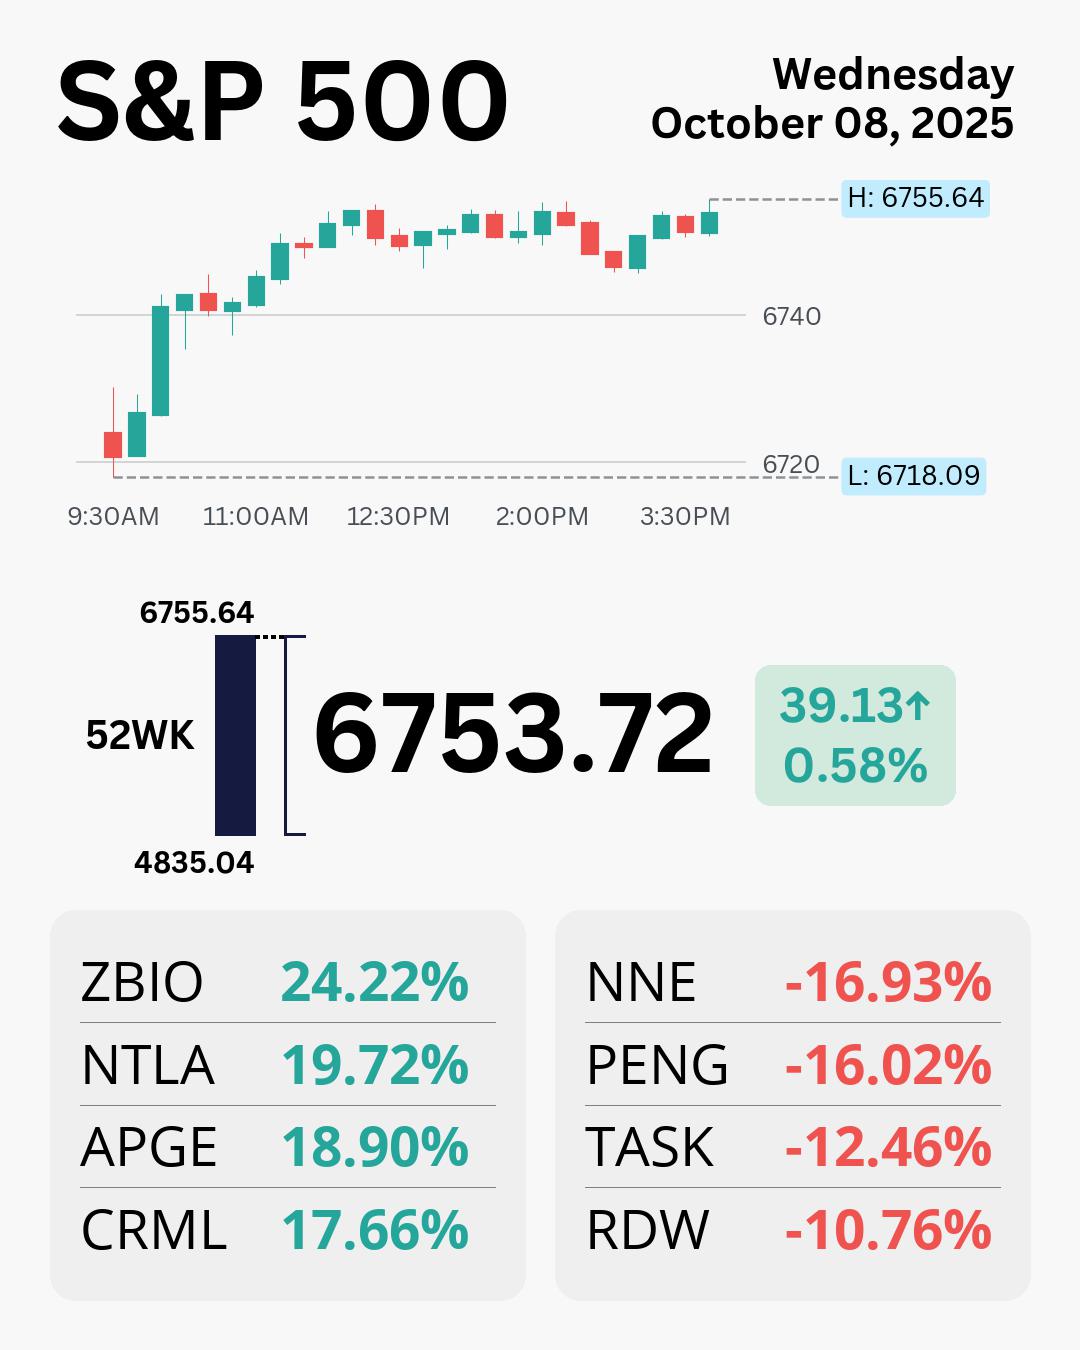 S&P 500
Wednesday
October 08, 2025
H: 6755.64
6740
6720
L: 6718.09
9:30AM 11:00AM 12:30PM 2:00PM 3:30PM
6755.64
52WK
6753.72
39.13↑
0.58%
4835.04
ZBIO 24.22%
NTLA 19.72%
APGE 18.90%
CRML 17.66%
NNE -16.93%
PENG -16.02%
TASK -12.46%
RDW -10.76%